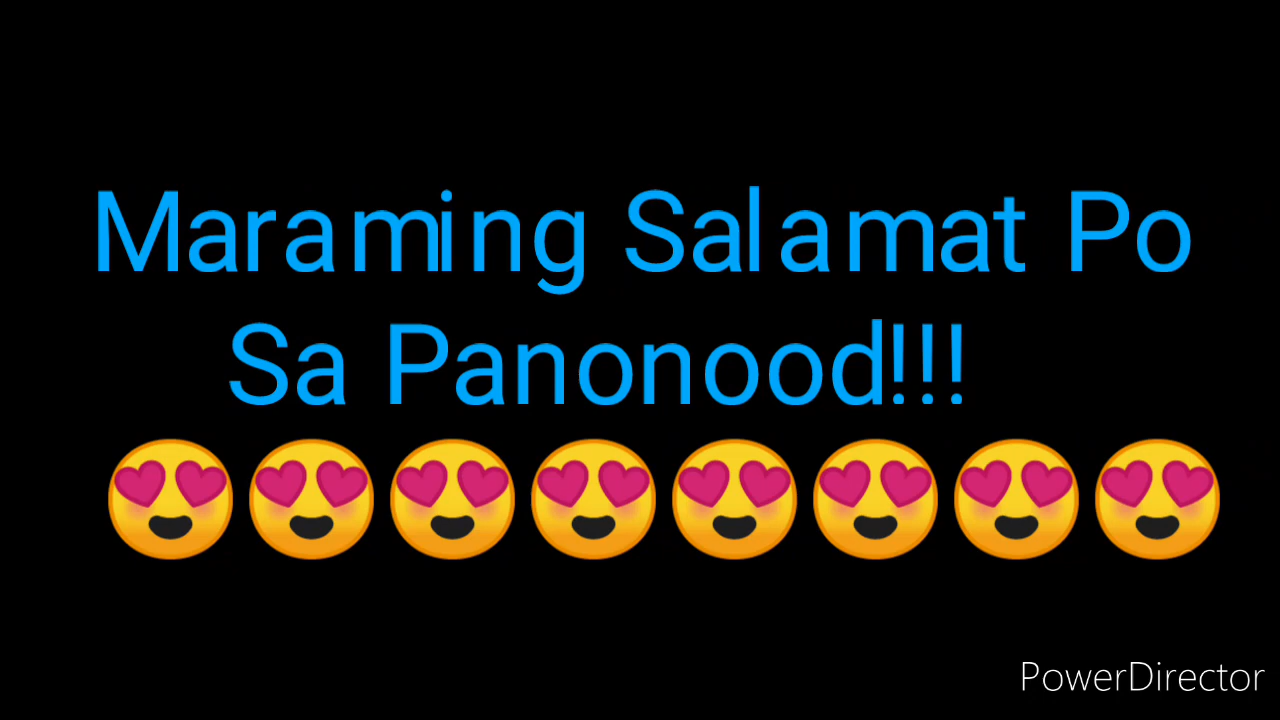 Maraming Salamat Po
Sa Panonood!!!
😍😍😍😍😍😍😍😍
PowerDirector